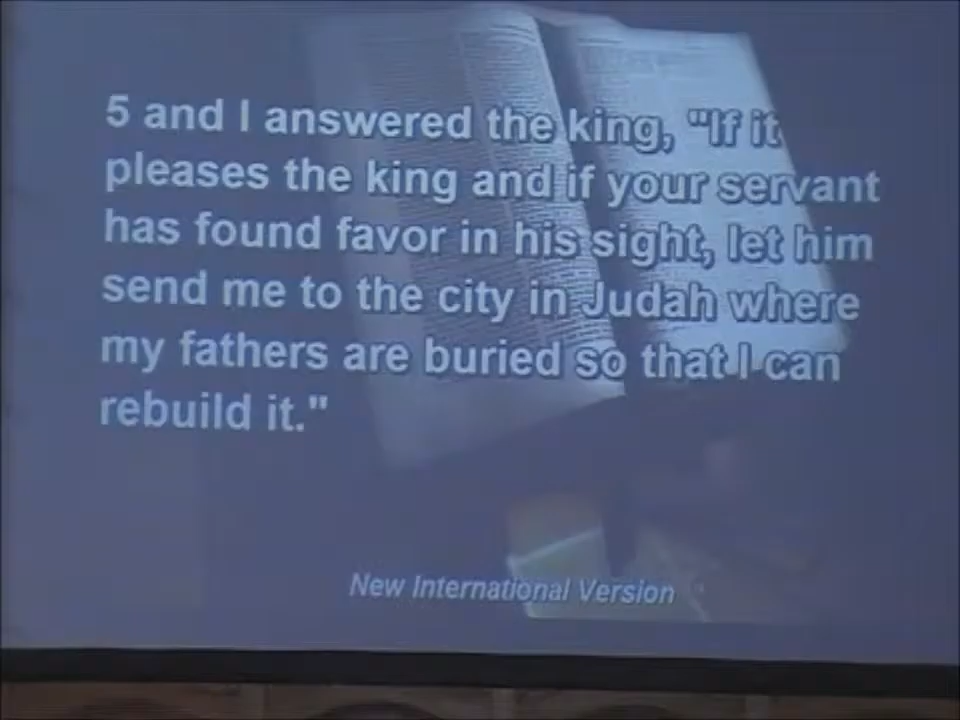 5 and I answered the king, "If it
pleases the king and if your servant
has found favor in his sight, let him
send me to the city in Judah where
my fathers are buried so that I can
rebuild it."
New International Version